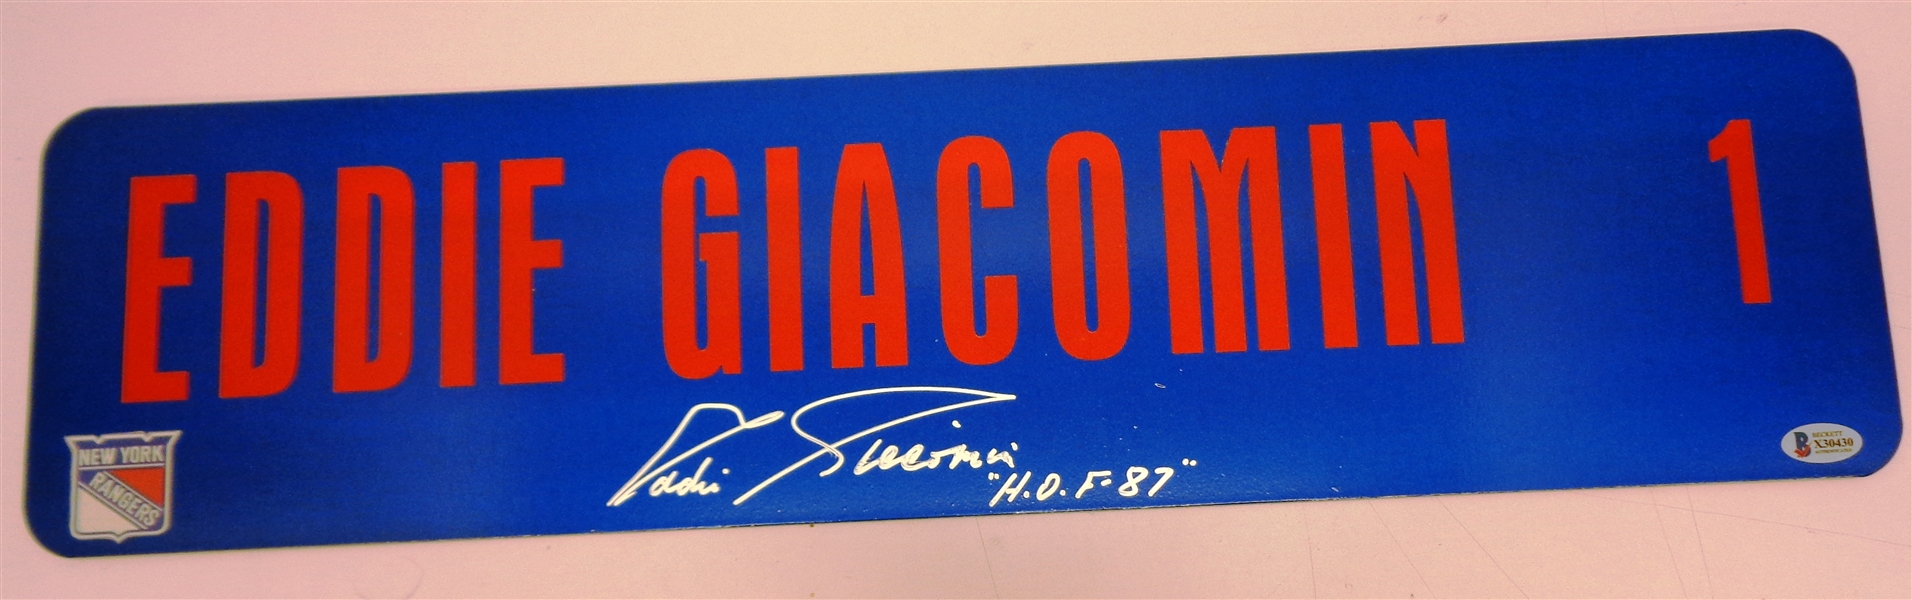 EDDIE GIACOMIN 1
Eddie Giacomin
"H.O.F-87"
NEW YORK
RANGERS
BECKETT
X30430